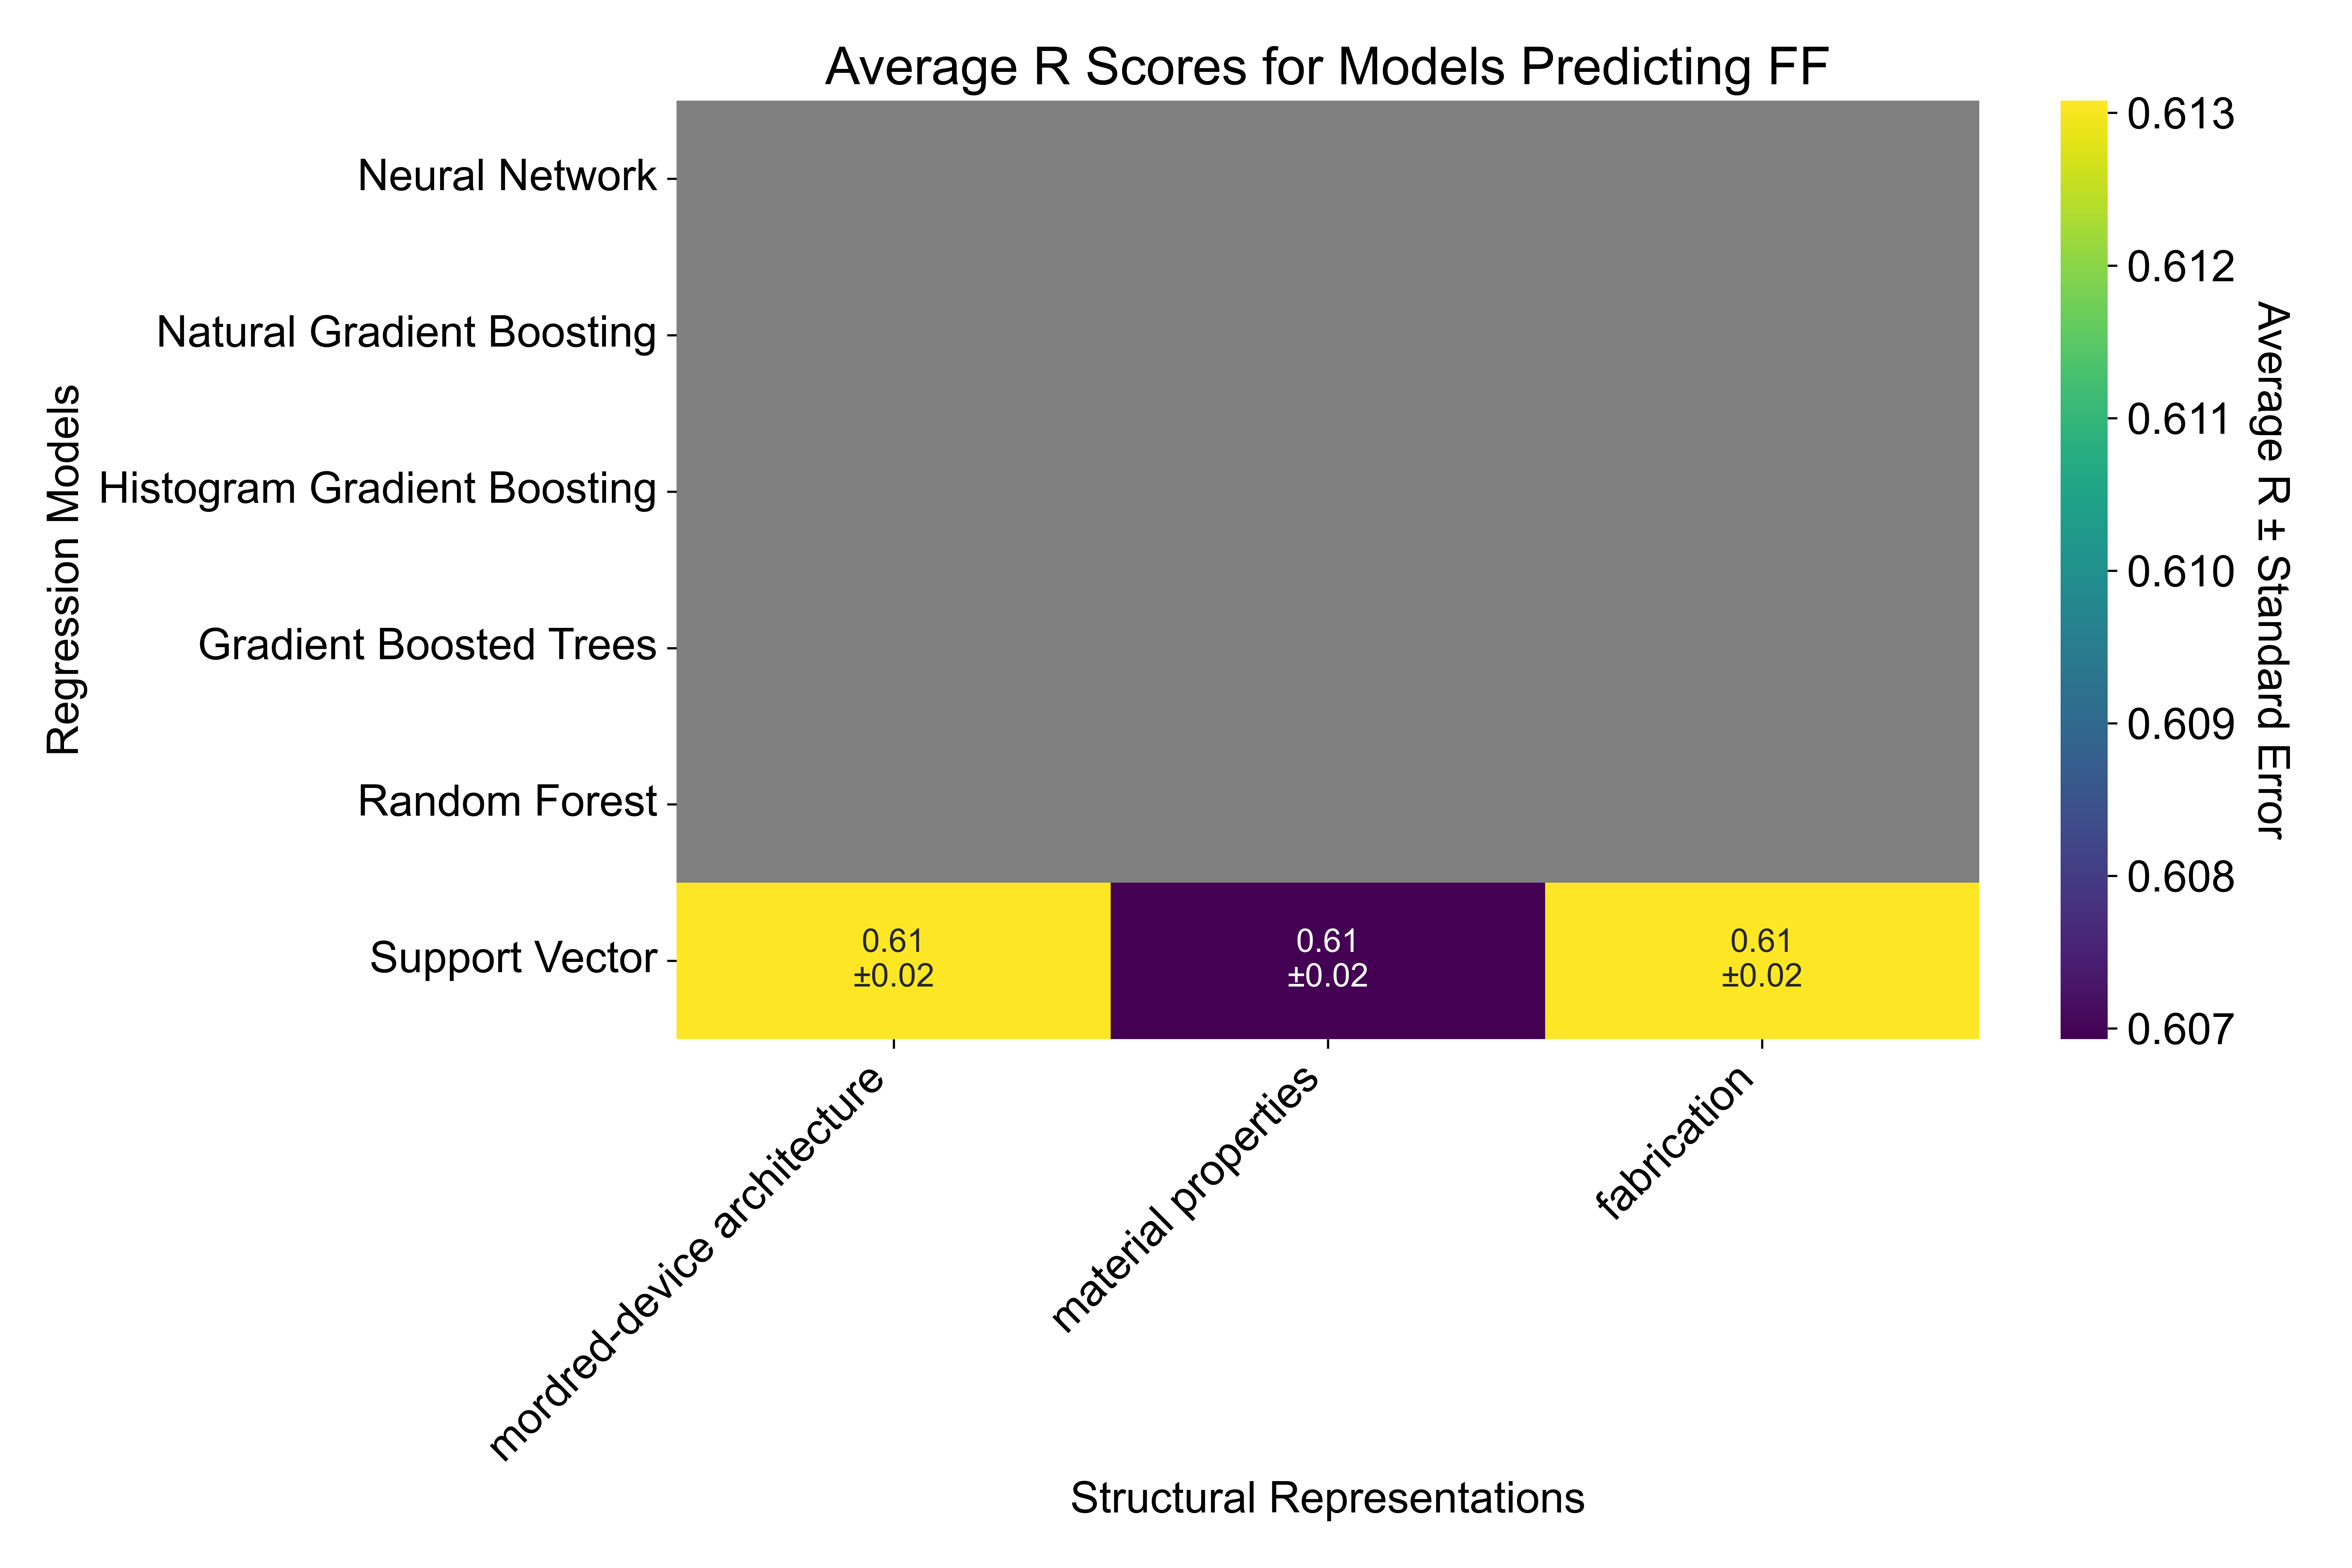 Average R Scores for Models Predicting FF
Regression Models
Neural Network
Natural Gradient Boosting
Histogram Gradient Boosting
Gradient Boosted Trees
Random Forest
Support Vector
0.61
±0.02
0.61
±0.02
0.61
±0.02
mordred-device architecture
material properties
fabrication
Structural Representations
0.613
0.612
0.611
0.610
0.609
0.608
0.607
Average R ± Standard Error